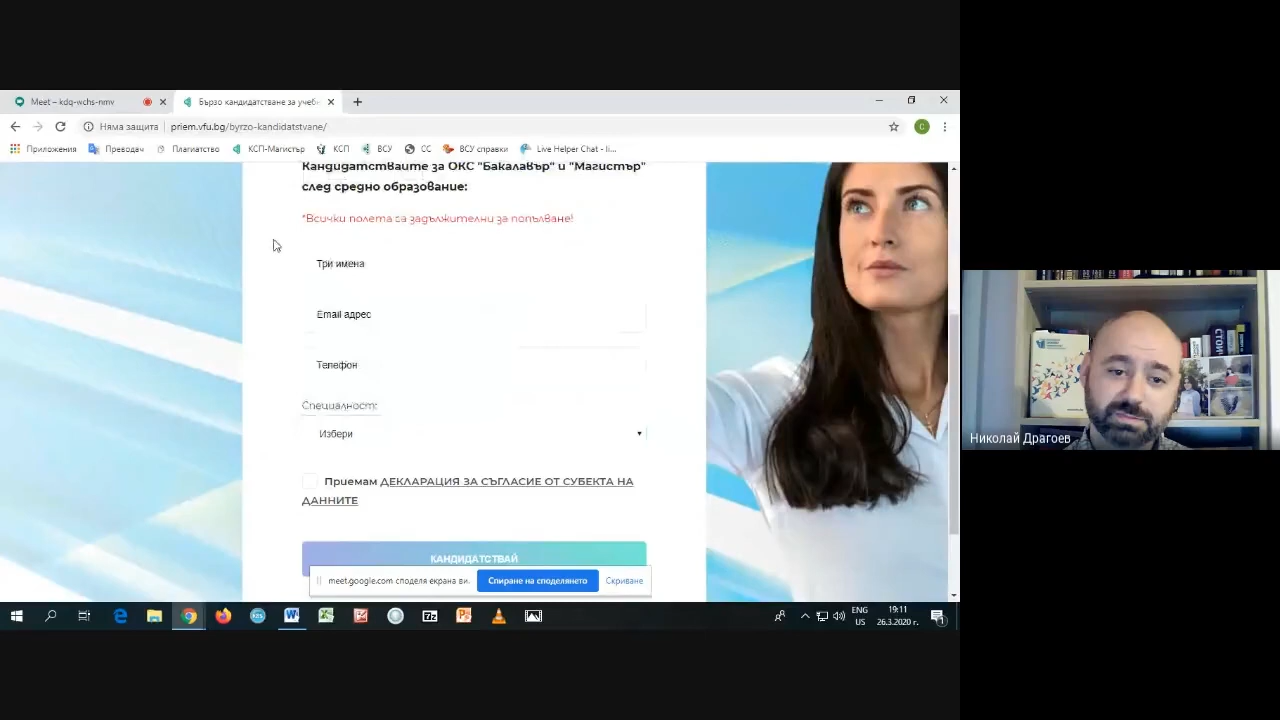 Meet – kdq-wchs-nmv
Бързо кандидатстване за учебн
Няма защита
priem.vfu.bg/byrzo-kandidatstvane/
Приложения
Преводач
Плагиатство
КСП-Магистър
КСП
ВСУ
СС
ВСУ справки
Live Helper Chat - li...
Кандидатствайте за ОКС "Бакалавър" и "Магистър"
след средно образование:
*Всички полета са задължителни за попълване!
Три имена
Email адрес
Телефон
Специалност:
Избери
Приемам ДЕКЛАРАЦИЯ ЗА СЪГЛАСИЕ ОТ СУБЕКТА НА
ДАННИТЕ
КАНДИДАТСТВАЙ
meet.google.com споделя екрана ви.
Спиране на споделянето
Скриване
ENG
US
19:11
26.3.2020 г.
Николай Драгоев